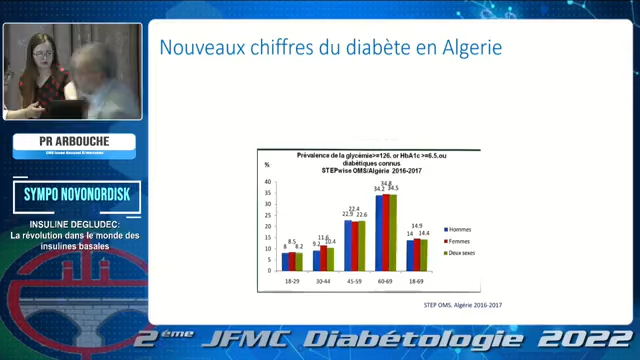 Nouveaux chiffres du diabète en Algerie
PR ARBOUCHE
SYMPO NOVONORDISK
INSULINE DEGLUDEC:
La révolution dans le monde des
insulines basales
Prévalence de la glycémie>=126. or HbA1c >=6.5.ou
diabétiques connus
STEPwise OMS/Algérie 2016-2017
%
40
35
30
25
20
15
10
5
0
8 8.5 8.2
9.2 11.6 10.4
22.9 22.4 22.6
34.2 34.8 34.5
14 14.9 14.4
18-29 30-44 45-59 60-69 18-69
Hommes
Femmes
Deux sexes
STEP OMS. Algérie 2016-2017
2ème JFMC Diabétologie 2022